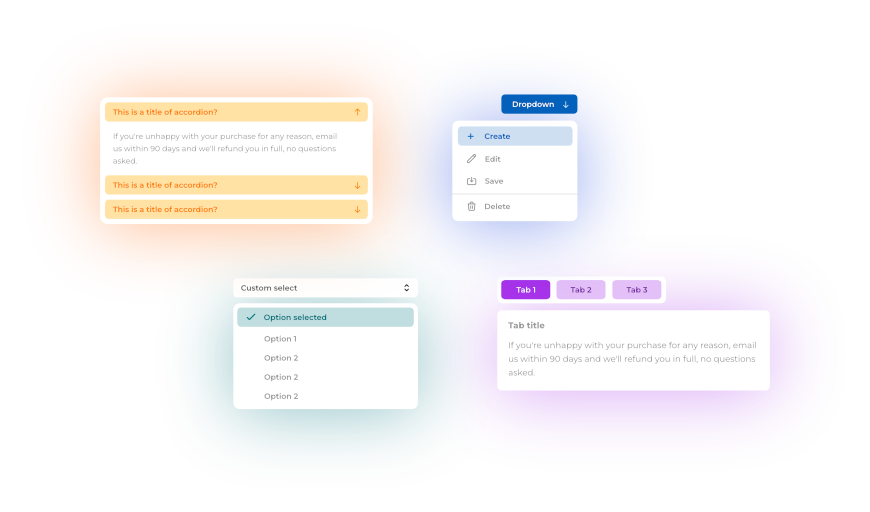 This is a title of accordion?
If you're unhappy with your purchase for any reason, email
us within 90 days and we'll refund you in full, no questions
asked.
This is a title of accordion?
This is a title of accordion?
Dropdown
Create
Edit
Save
Delete
Custom select
Option selected
Option 1
Option 2
Option 2
Option 2
Tab 1
Tab 2
Tab 3
Tab title
If you're unhappy with your purchase for any reason, email
us within 90 days and we'll refund you in full, no questions
asked.